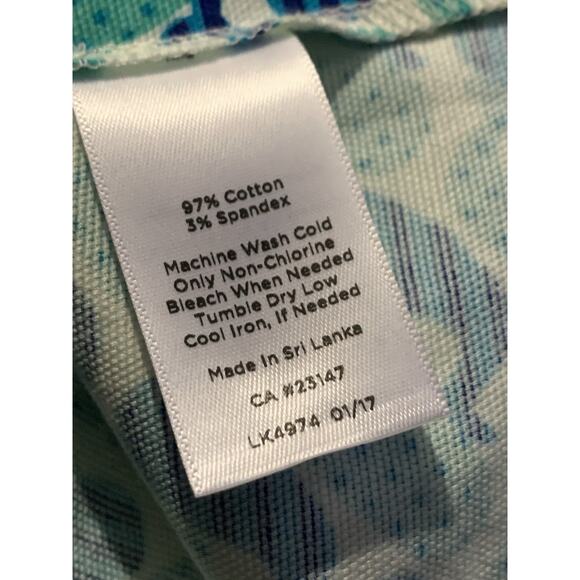 97% Cotton
3% Spandex
Machine Wash Cold
Only Non-Chlorine
Bleach When Needed
Tumble Dry Low
Cool Iron, If Needed
Made In Sri Lanka
CA #23147
LK4974 01/17